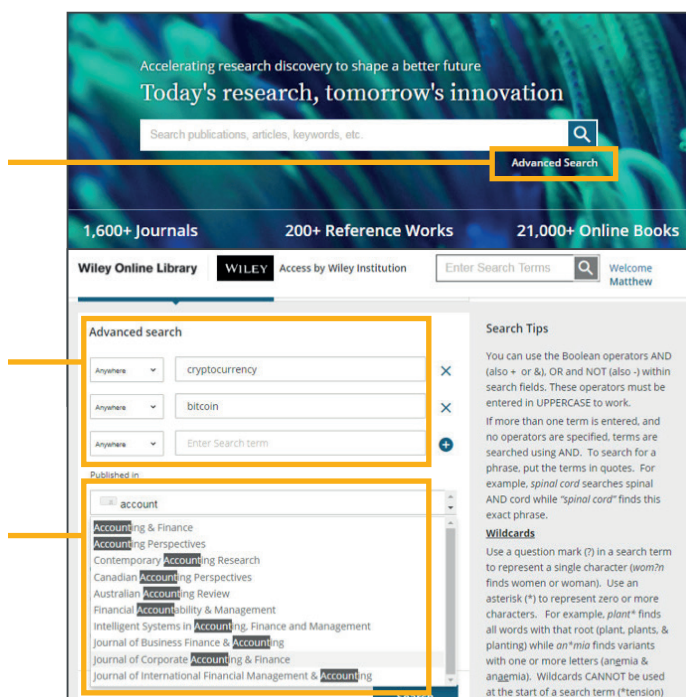 Accelerating research discovery to shape a better future
Today's research, tomorrow's innovation
Search publications, articles, keywords, etc.
Advanced Search
1,600+ Journals
200+ Reference Works
21,000+ Online Books
Wiley Online Library
WILEY
Access by Wiley Institution
Enter Search Terms
Welcome
Matthew
Advanced search
Anywhere
cryptocurrency
Anywhere
bitcoin
Anywhere
Enter Search term
Published in
account
Accounting & Finance
Accounting Perspectives
Contemporary Accounting Research
Canadian Accounting Perspectives
Australian Accounting Review
Financial Accountability & Management
Intelligent Systems in Accounting, Finance and Management
Journal of Business Finance & Accounting
Journal of Corporate Accounting & Finance
Journal of International Financial Management & Accounting
Search Tips
You can use the Boolean operators AND
(also + or &), OR and NOT (also -) within
search fields. These operators must be
entered in UPPERCASE to work.
If more than one term is entered, and
no operators are specified, terms are
searched using AND. To search for a
phrase, put the terms in quotes. For
example, spinal cord searches spinal
AND cord while "spinal cord" finds this
exact phrase.
Wildcards
Use a question mark (?) in a search term
to represent a single character (wom?n
finds women or woman). Use an
asterisk (*) to represent zero or more
characters. For example, plant* finds
all words with that root (plant, plants, &
planting) while an*mia finds variants
with one or more letters (anemia &
anaemia). Wildcards CANNOT be used
at the start of a search term (*tension)